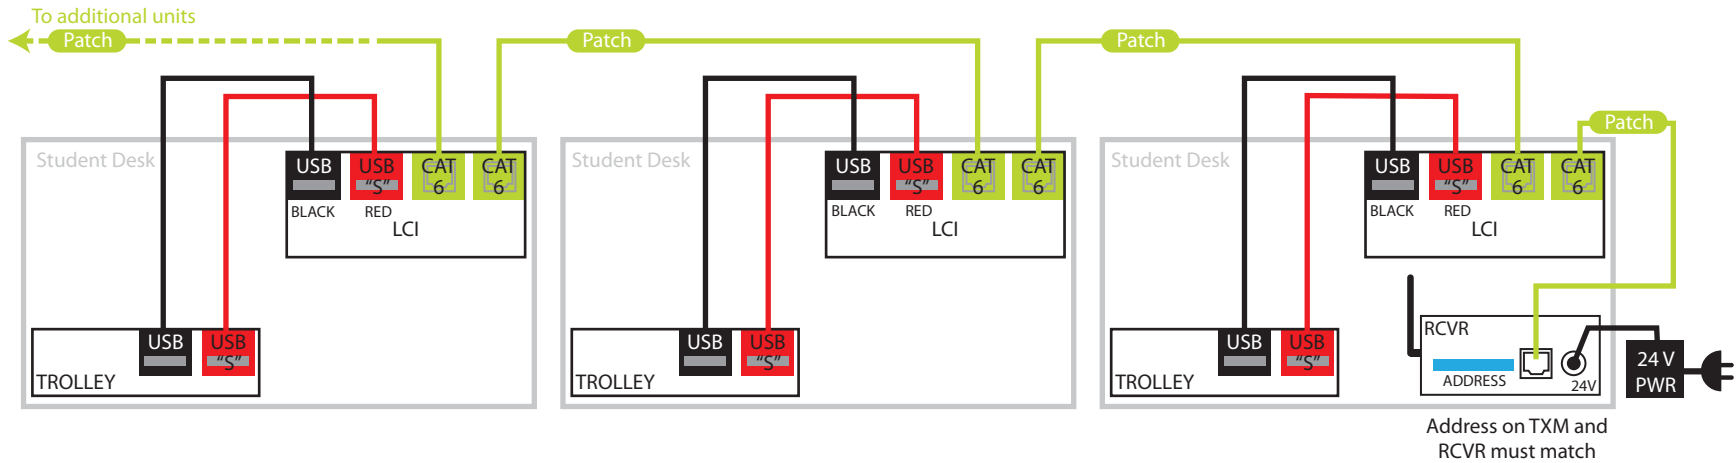 To additional units
Patch
Patch
Patch
Patch
Student Desk
USB
USB
"S"
CAT
6
CAT
6
BLACK
RED
LCI
USB
USB
"S"
TROLLEY
Student Desk
USB
USB
"S"
CAT
6
CAT
6
BLACK
RED
LCI
USB
USB
"S"
TROLLEY
Student Desk
USB
USB
"S"
CAT
6
CAT
6
BLACK
RED
LCI
USB
USB
"S"
TROLLEY
RCVR
ADDRESS
24V
24 V
PWR
Address on TXM and
RCVR must match